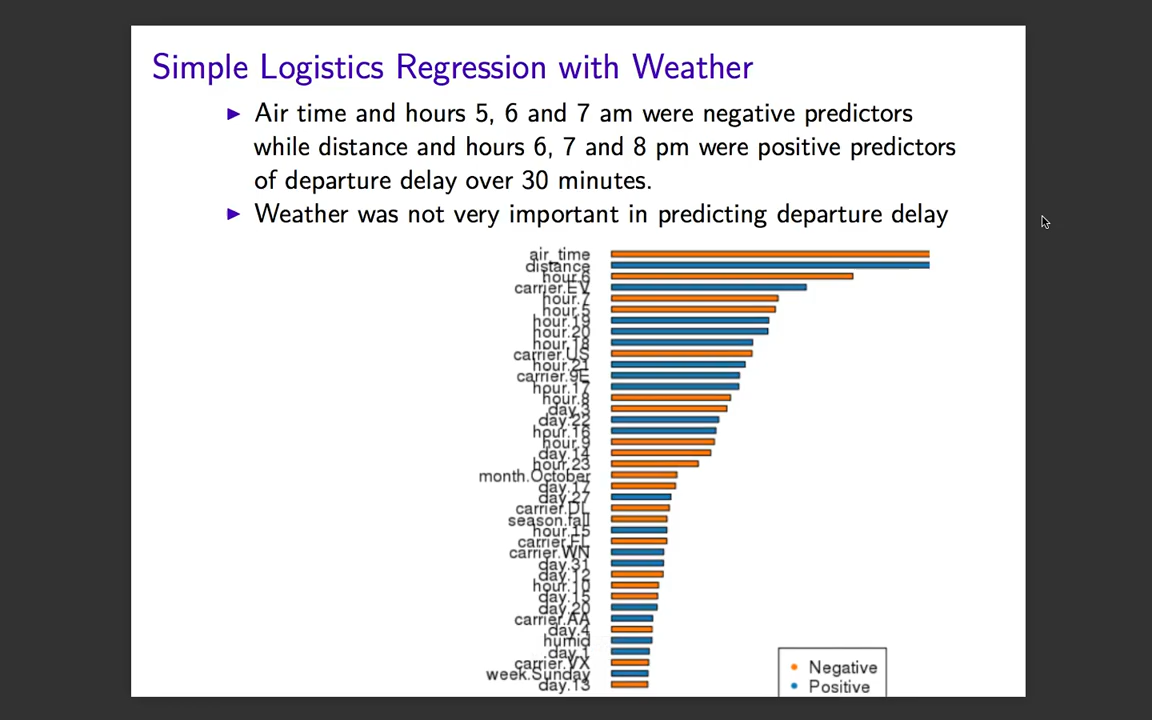 Simple Logistics Regression with Weather
Air time and hours 5, 6 and 7 am were negative predictors
while distance and hours 6, 7 and 8 pm were positive predictors
of departure delay over 30 minutes.
Weather was not very important in predicting departure delay
air_time
distance
hour.6
carrier.EV
hour.7
hour.5
hour.19
hour.20
hour.18
carrier.US
hour.21
carrier.9E
hour.17
hour.8
day.3
day.22
hour.16
hour.9
day.14
hour.23
month.October
day.17
day.27
carrier.DL
season.fall
hour.15
carrier.FL
carrier.WN
day.31
day.12
hour.10
day.15
day.20
carrier.AA
day.4
humid
day.1
carrier.VX
week.Sunday
day.13
Negative
Positive